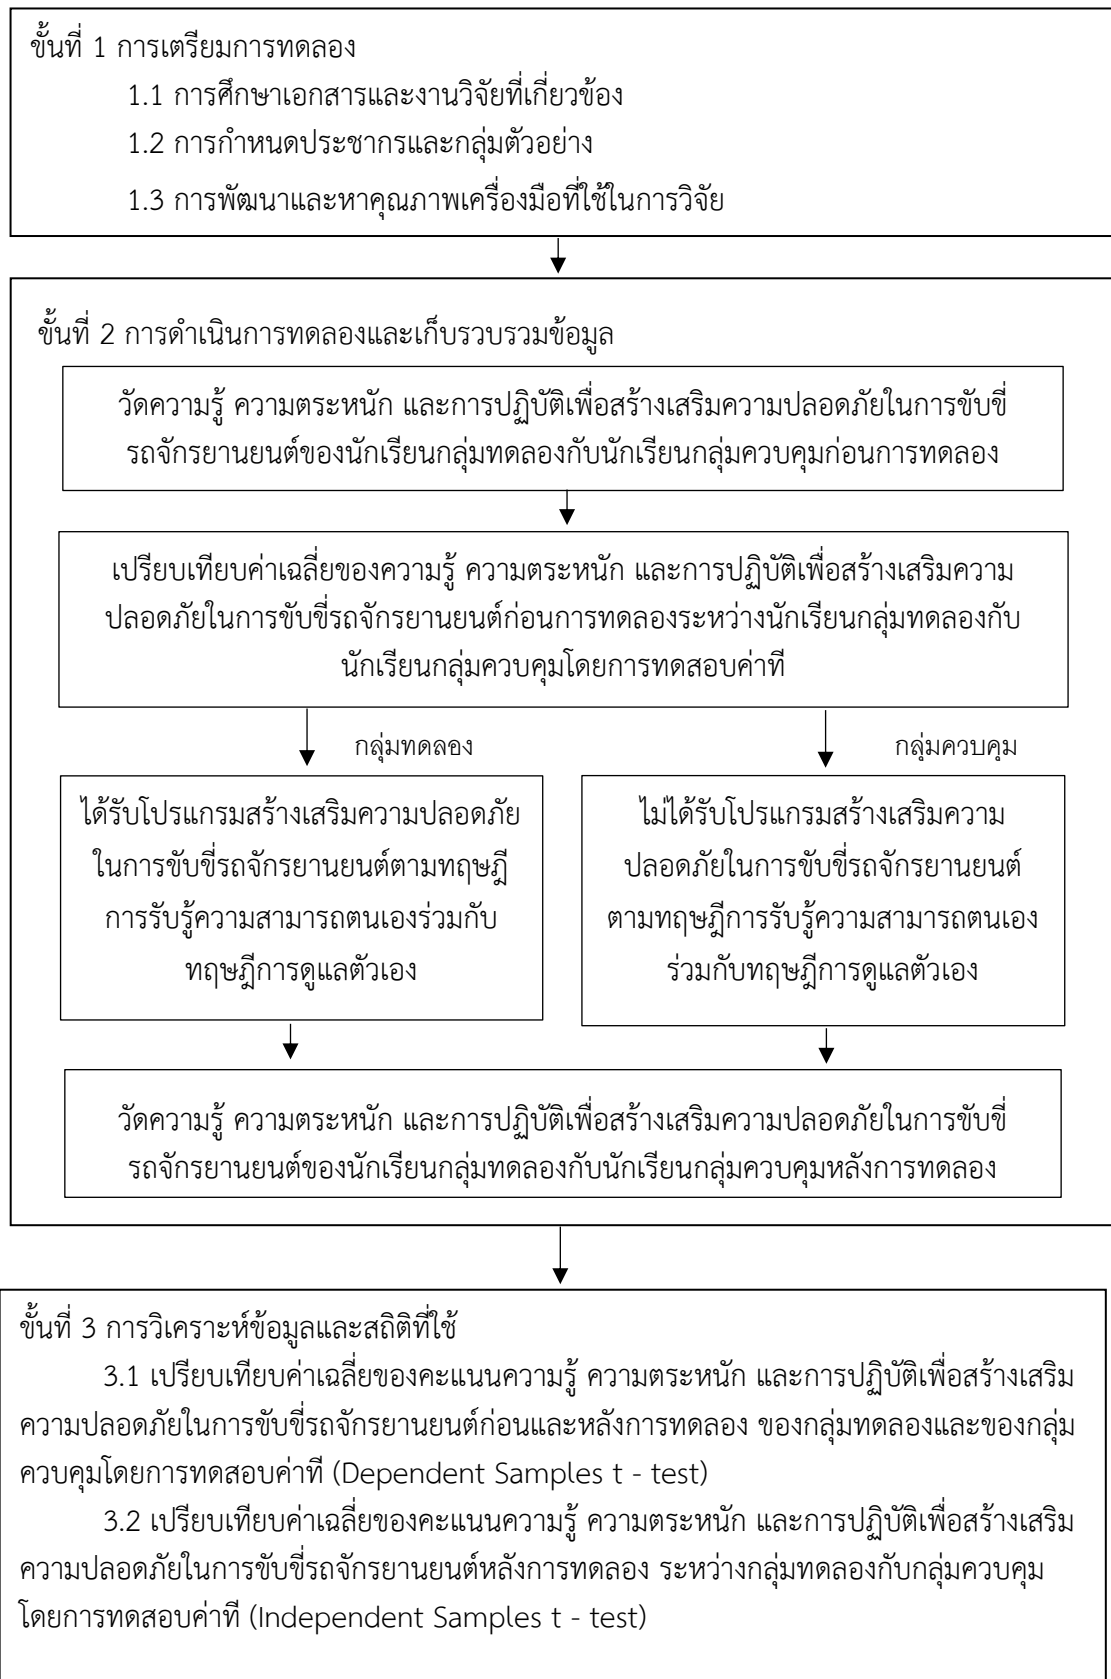 ขั้นที่ 1 การเตรียมการทดลอง
1.1 การศึกษาเอกสารและงานวิจัยที่เกี่ยวข้อง
1.2 การกำหนดประชากรและกลุ่มตัวอย่าง
1.3 การพัฒนาและหาคุณภาพเครื่องมือที่ใช้ในการวิจัย
ขั้นที่ 2 การดำเนินการทดลองและเก็บรวบรวมข้อมูล
วัดความรู้ ความตระหนัก และการปฏิบัติเพื่อสร้างเสริมความปลอดภัยในการขับขี่
รถจักรยานยนต์ของนักเรียนกลุ่มทดลองกับนักเรียนกลุ่มควบคุมก่อนการทดลอง
เปรียบเทียบค่าเฉลี่ยของความรู้ ความตระหนัก และการปฏิบัติเพื่อสร้างเสริมความ
ปลอดภัยในการขับขี่รถจักรยานยนต์ก่อนการทดลองระหว่างนักเรียนกลุ่มทดลองกับ
นักเรียนกลุ่มควบคุมโดยการทดสอบค่าที
กลุ่มทดลอง
ได้รับโปรแกรมสร้างเสริมความปลอดภัย
ในการขับขี่รถจักรยานยนต์ตามทฤษฎี
การรับรู้ความสามารถตนเองร่วมกับ
ทฤษฎีการดูแลตัวเอง
กลุ่มควบคุม
ไม่ได้รับโปรแกรมสร้างเสริมความ
ปลอดภัยในการขับขี่รถจักรยานยนต์
ตามทฤษฎีการรับรู้ความสามารถตนเอง
ร่วมกับทฤษฎีการดูแลตัวเอง
วัดความรู้ ความตระหนัก และการปฏิบัติเพื่อสร้างเสริมความปลอดภัยในการขับขี่
รถจักรยานยนต์ของนักเรียนกลุ่มทดลองกับนักเรียนกลุ่มควบคุมหลังการทดลอง
ขั้นที่ 3 การวิเคราะห์ข้อมูลและสถิติที่ใช้
3.1 เปรียบเทียบค่าเฉลี่ยของคะแนนความรู้ ความตระหนัก และการปฏิบัติเพื่อสร้างเสริม
ความปลอดภัยในการขับขี่รถจักรยานยนต์ก่อนและหลังการทดลอง ของกลุ่มทดลองและของกลุ่ม
ควบคุมโดยการทดสอบค่าที (Dependent Samples t - test)
3.2 เปรียบเทียบค่าเฉลี่ยของคะแนนความรู้ ความตระหนัก และการปฏิบัติเพื่อสร้างเสริม
ความปลอดภัยในการขับขี่รถจักรยานยนต์หลังการทดลอง ระหว่างกลุ่มทดลองกับกลุ่มควบคุม
โดยการทดสอบค่าที (Independent Samples t - test)